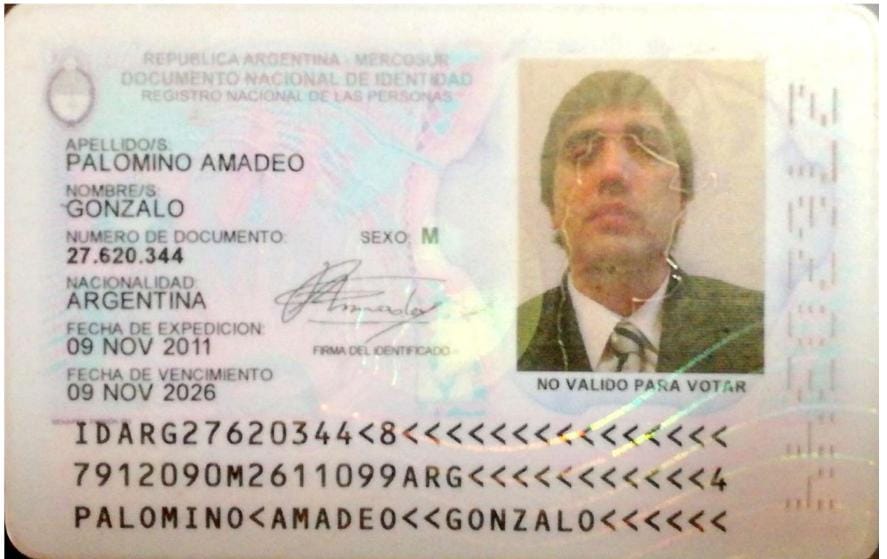 REPUBLICA ARGENTINA - MERCOSUR
DOCUMENTO NACIONAL DE IDENTIDAD
REGISTRO NACIONAL DE LAS PERSONAS
APELLIDO/S:
PALOMINO AMADEO
NOMBRE/S:
GONZALO
NUMERO DE DOCUMENTO:
27.620.344
SEXO: M
NACIONALIDAD:
ARGENTINA
FECHA DE EXPEDICION:
09 NOV 2011
FIRMA DEL IDENTIFICADO
FECHA DE VENCIMIENTO
09 NOV 2026
NO VALIDO PARA VOTAR
IDARG27620344<8<<<<<<<<<<<<<<<
7912090M2611099ARG<<<<<<<<<<<4
PALOMINO<AMADEO<<GONZALO<<<<<<